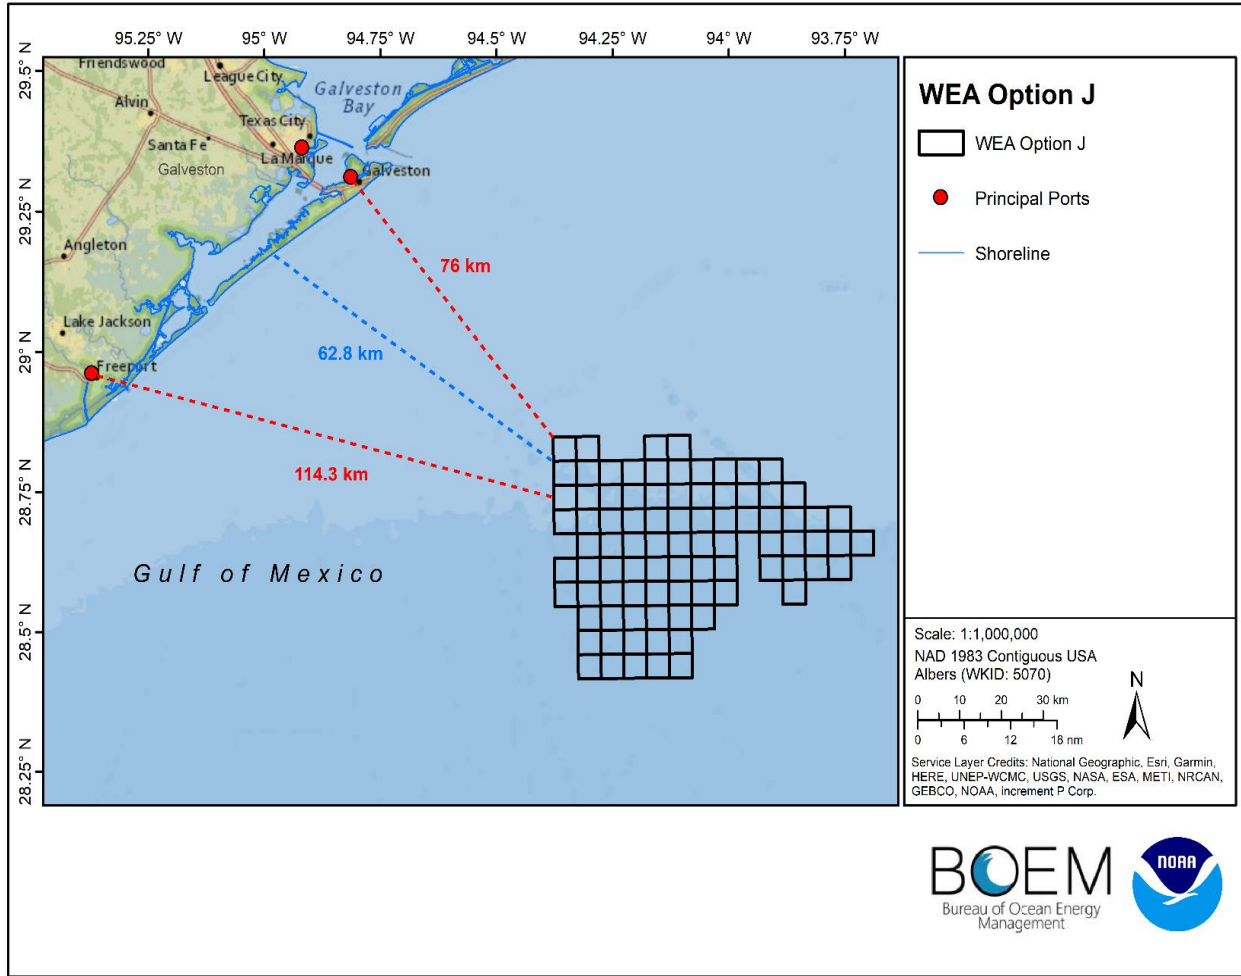 95.25° W
95° W
94.75° W
94.5° W
94.25° W
94° W
93.75° W
29.5° N
29.25° N
29° N
28.75° N
28.5° N
28.25° N
Friendswood
League City
Galveston
Bay
Alvin
Texas City
Santa Fe
La Marque
Galveston
Galveston
Angleton
Lake Jackson
Freeport
76 km
62.8 km
114.3 km
Gulf of Mexico
WEA Option J
WEA Option J
Principal Ports
Shoreline
Scale: 1:1,000,000
NAD 1983 Contiguous USA
Albers (WKID: 5070)
0 10 20 30 km
0 6 12 18 nm
N
Service Layer Credits: National Geographic, Esri, Garmin,
HERE, UNEP-WCMC, USGS, NASA, ESA, METI, NRCAN,
GEBCO, NOAA, increment P Corp.
BOEM
Bureau of Ocean Energy
Management
NOAA